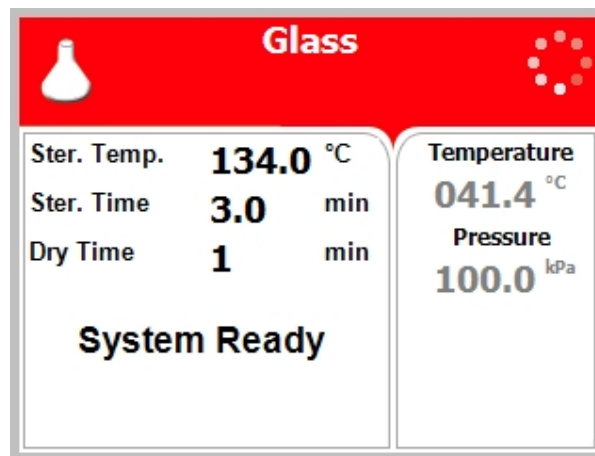 Glass
Ster. Temp. 134.0 °C
Ster. Time 3.0 min
Dry Time 1 min
System Ready
Temperature
041.4 °C
Pressure
100.0 kPa